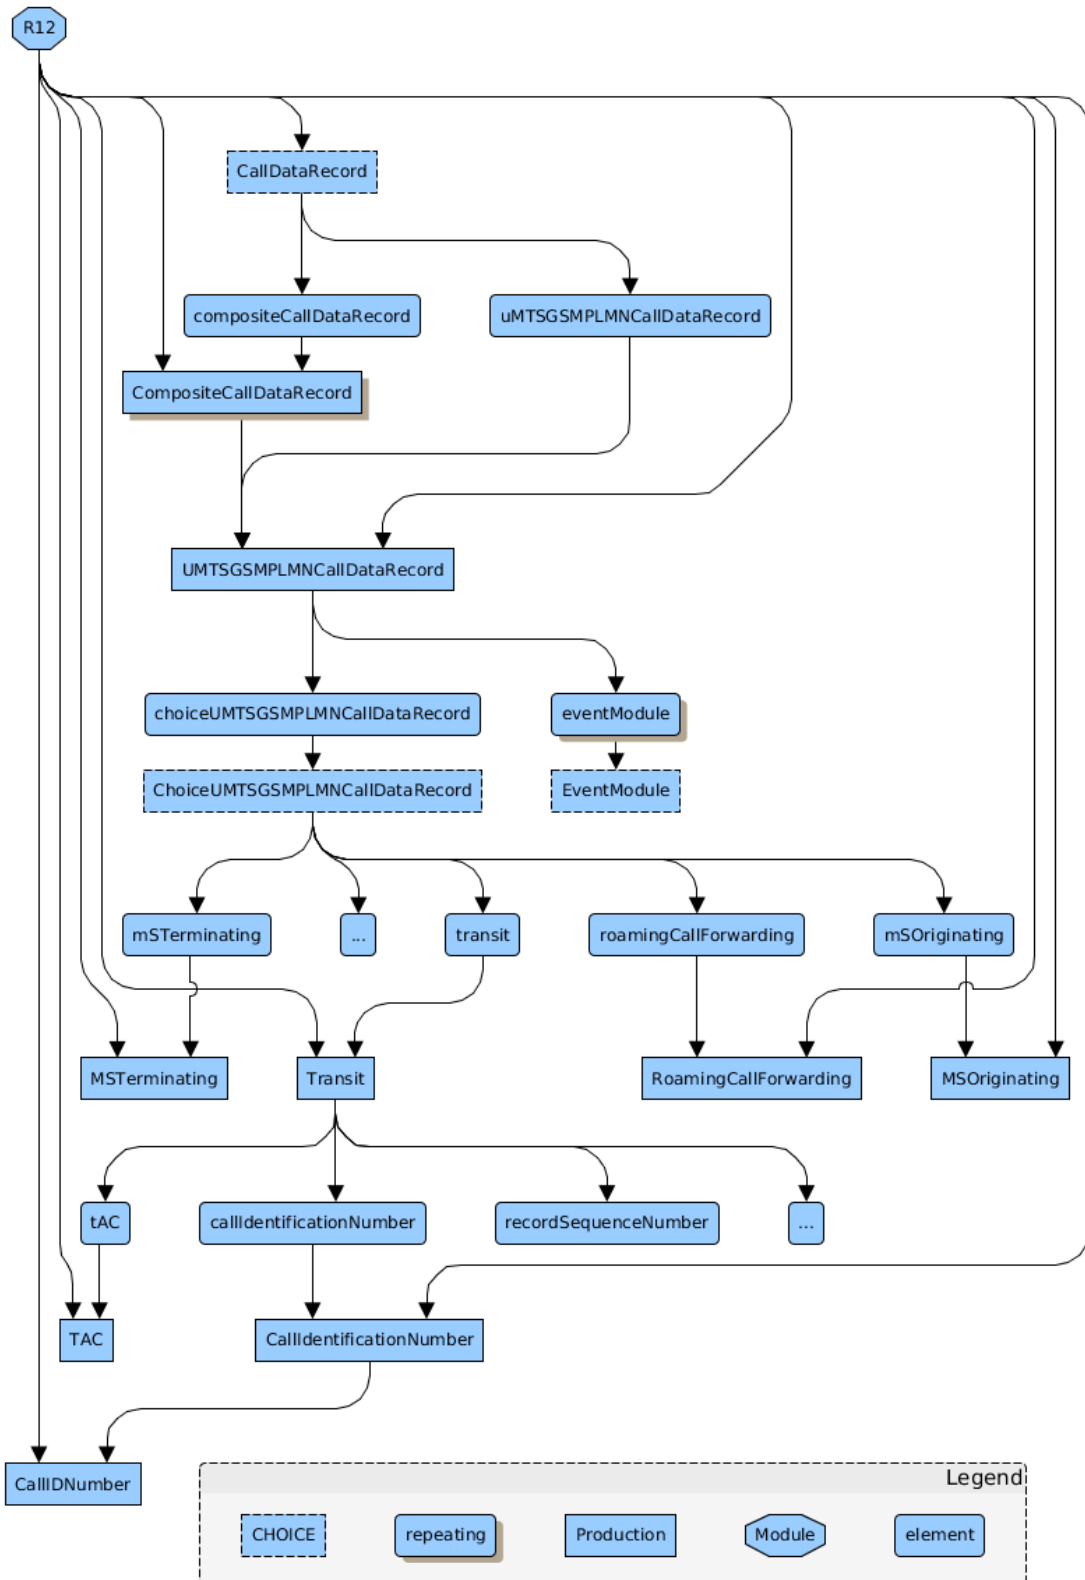 R12
CallDataRecord
compositeCallDataRecord
uMTSGSMPLMNCallDataRecord
CompositeCallDataRecord
UMTSGSMPLMNCallDataRecord
choiceUMTSGSMPLMNCallDataRecord
eventModule
ChoiceUMTSGSMPLMNCallDataRecord
EventModule
mSTerminating
...
transit
roamingCallForwarding
mSOriginating
MSTerminating
Transit
RoamingCallForwarding
MSOriginating
tAC
callIdentificationNumber
recordSequenceNumber
...
TAC
CallIdentificationNumber
CallIDNumber
Legend
CHOICE
repeating
Production
Module
element